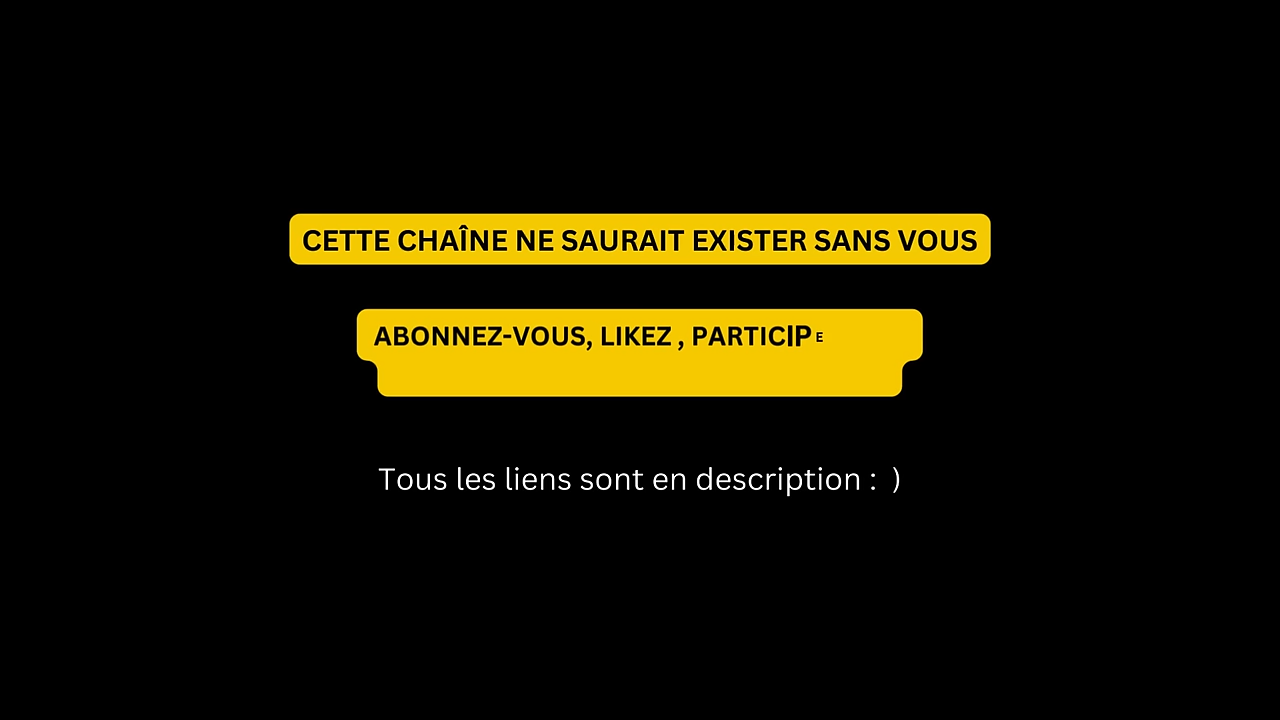 CETTE CHAÎNE NE SAURAIT EXISTER SANS VOUS
ABONNEZ-VOUS, LIKEZ , PARTICIPE
Tous les liens sont en description : )